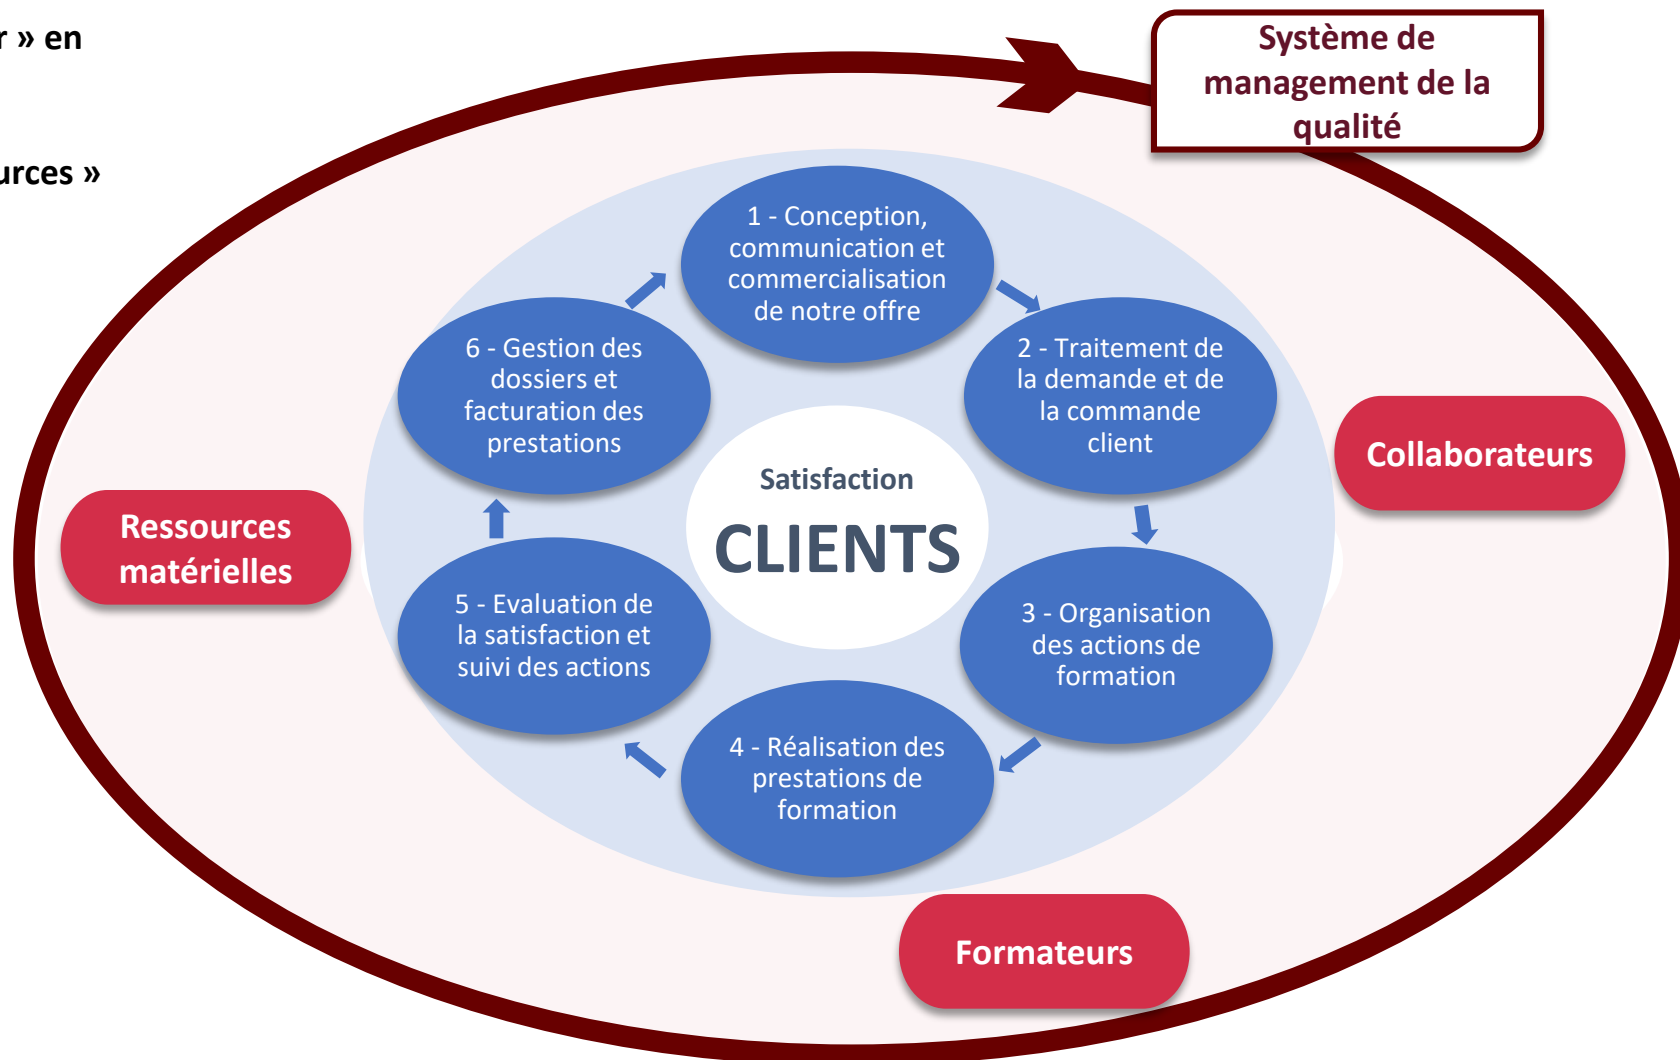 r » en
urces »
Système de
management de la
qualité
1 - Conception,
communication et
commercialisation
de notre offre
2 - Traitement de
la demande et de
la commande
client
3 - Organisation
des actions de
formation
4 - Réalisation des
prestations de
formation
5 - Evaluation de
la satisfaction et
suivi des actions
6 - Gestion des
dossiers et
facturation des
prestations
Satisfaction
CLIENTS
Collaborateurs
Ressources
matérielles
Formateurs